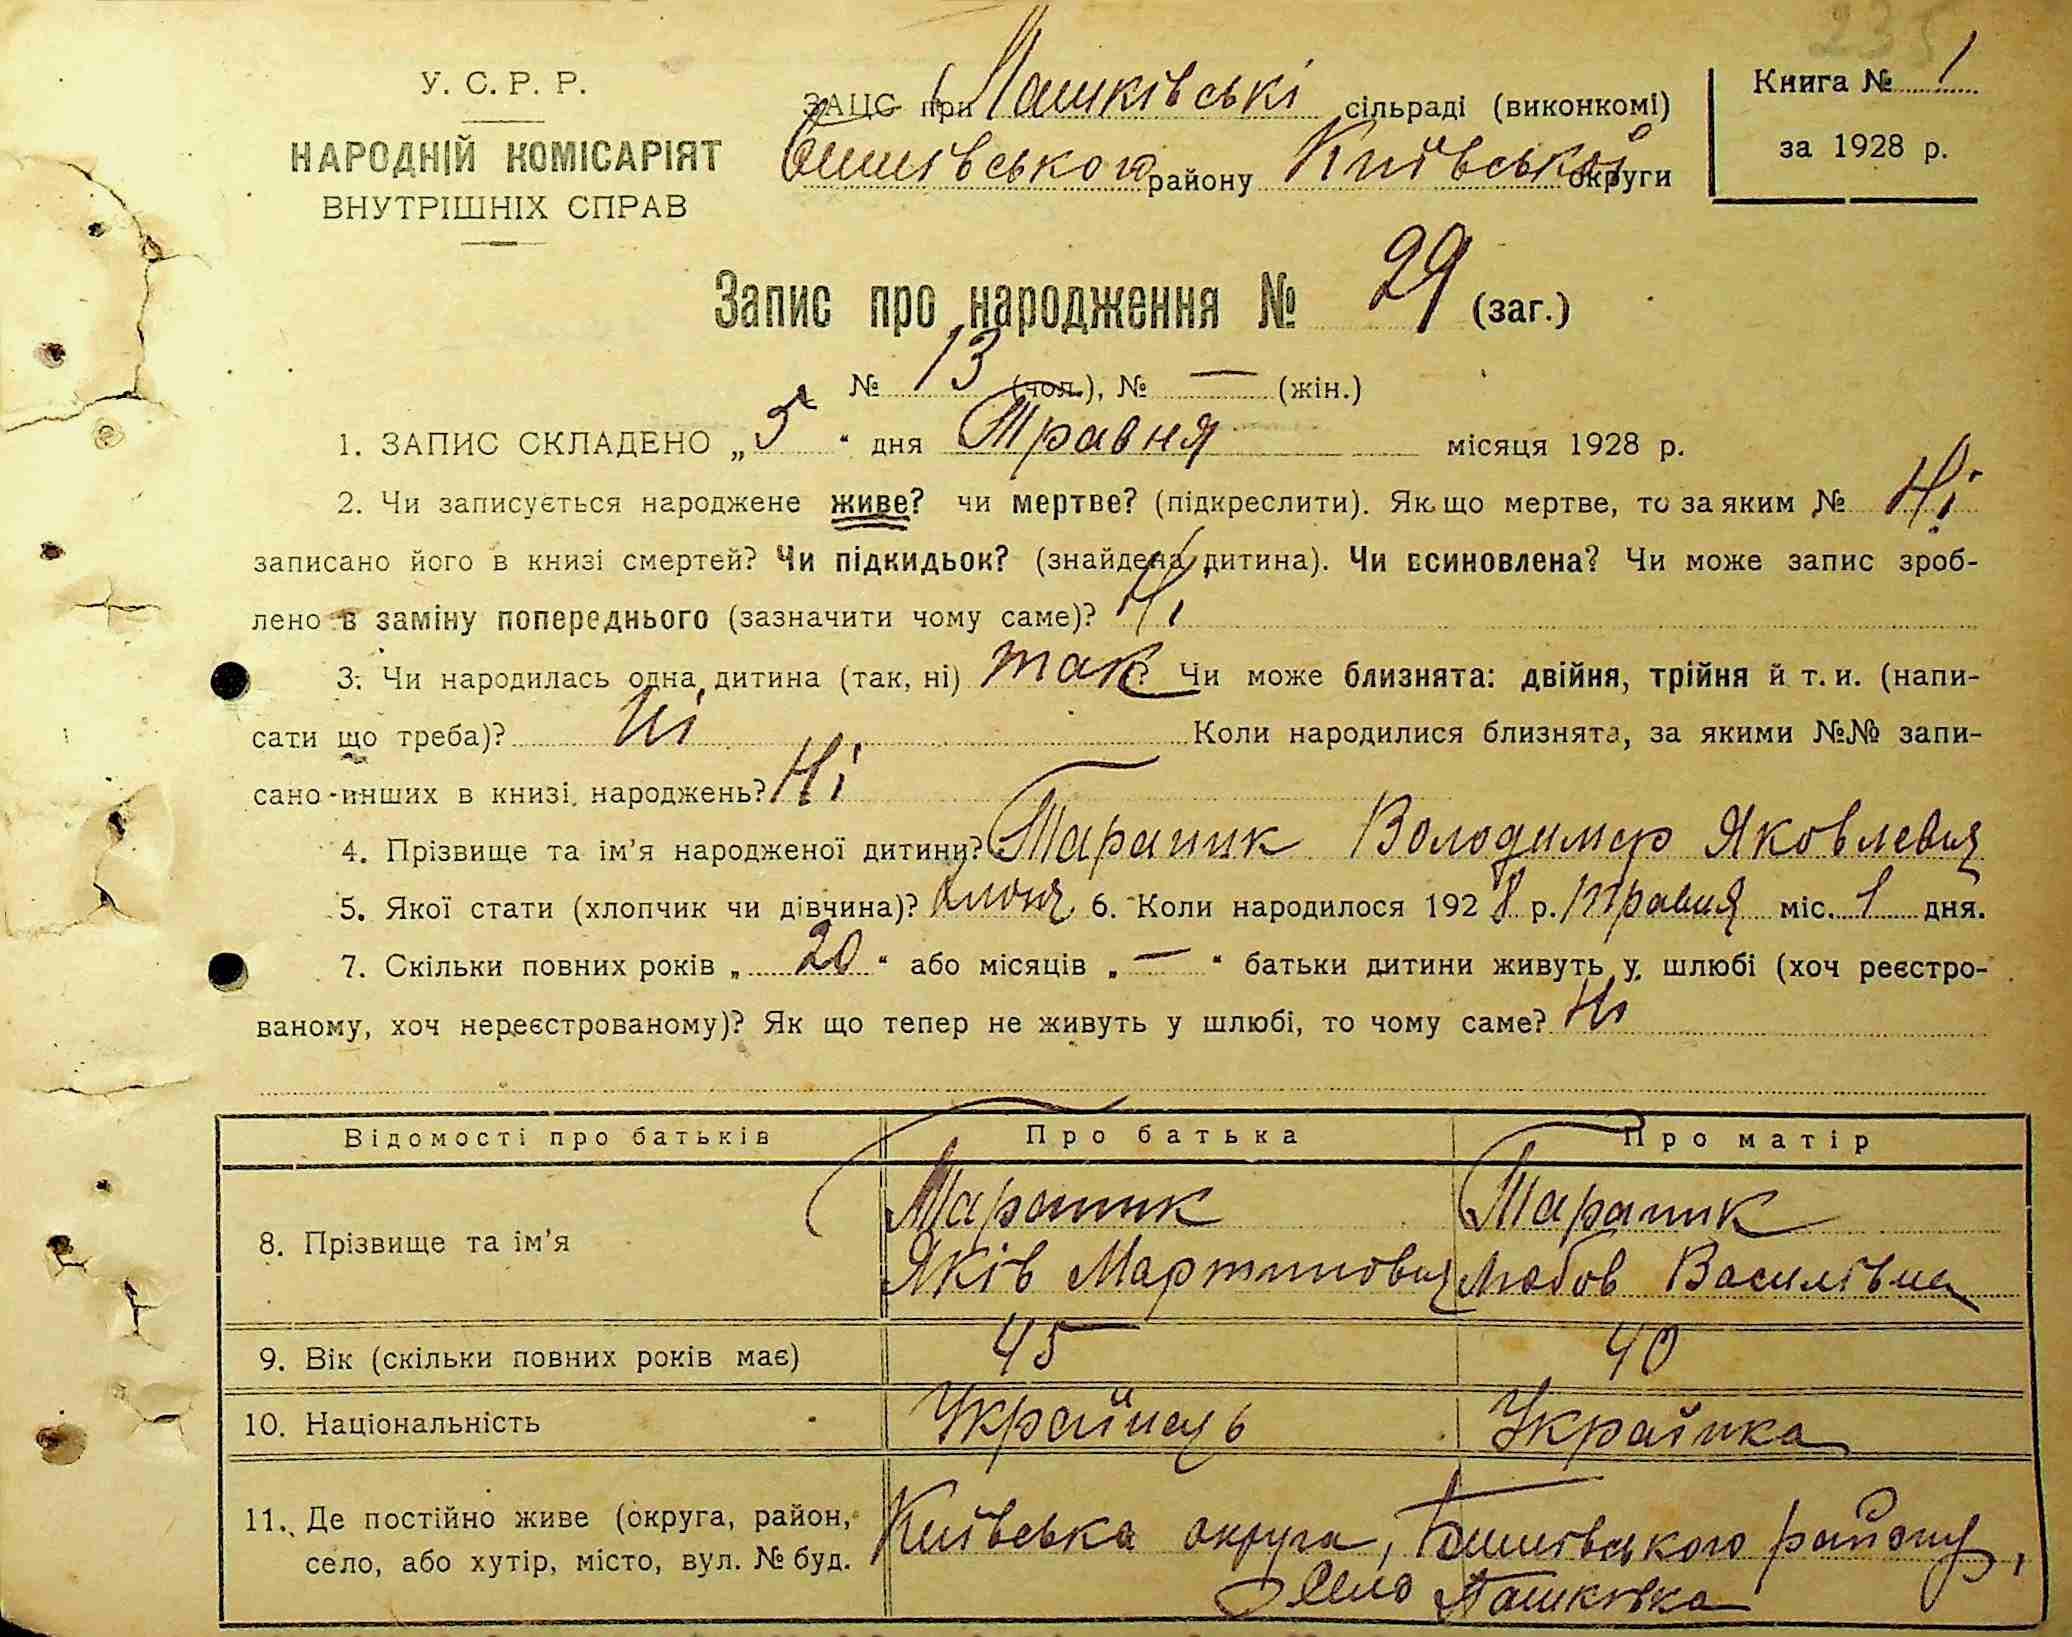 235
У. С. Р. Р.
НАРОДНІЙ КОМІСАРІЯТ
ВНУТРІШНІХ СПРАВ
ЗАЦС при Пашківські сільраді (виконкомі)
Бишівського району Київської округи
Книга № 1
за 1928 р.
Запис про народження № 29 (заг.)
№ 13 (чол.), № — (жін.)
1. ЗАПИС СКЛАДЕНО „ 5 “ дня Травня місяця 1928 р.
2. Чи записується народжене живе? чи мертве? (підкреслити). Як що мертве, то за яким № Ні
записано його в книзі смертей? Чи підкидьок? (знайдена дитина). Чи всиновлена? Чи може запис зроб-
лено в заміну попереднього (зазначити чому саме)? Ні
3. Чи народилась одна дитина (так, ні) так? Чи може близнята: двійня, трійня й т. и. (напи-
сати що треба)? Ні Коли народилися близнята, за якими №№ запи-
сано инших в книзі народжень? Ні
4. Прізвище та ім’я народженої дитини? Тарапик Володимер Яковлевич
5. Якої стати (хлопчик чи дівчина)? 6. Коли народилося 1928 р. травня міс. 1 дня.
7. Скільки повних років „ 20 “ або місяців „ — “ батьки дитини живуть у шлюбі (хоч реєстро-
ваному, хоч нереєстрованому)? Як що тепер не живуть у шлюбі, то чому саме? Ні
Відомості про батьків Про батька Про матір
8. Прізвище та ім’я Тарапик Яків Мартинович Тарапик Любов Василівна
9. Вік (скільки повних років має) 45 40
10. Національність Українець Українка
11. Де постійно живе (округа, район, Київська округа, Бишівського району,
село, або хутір, місто, вул. № буд. Село Пашківка